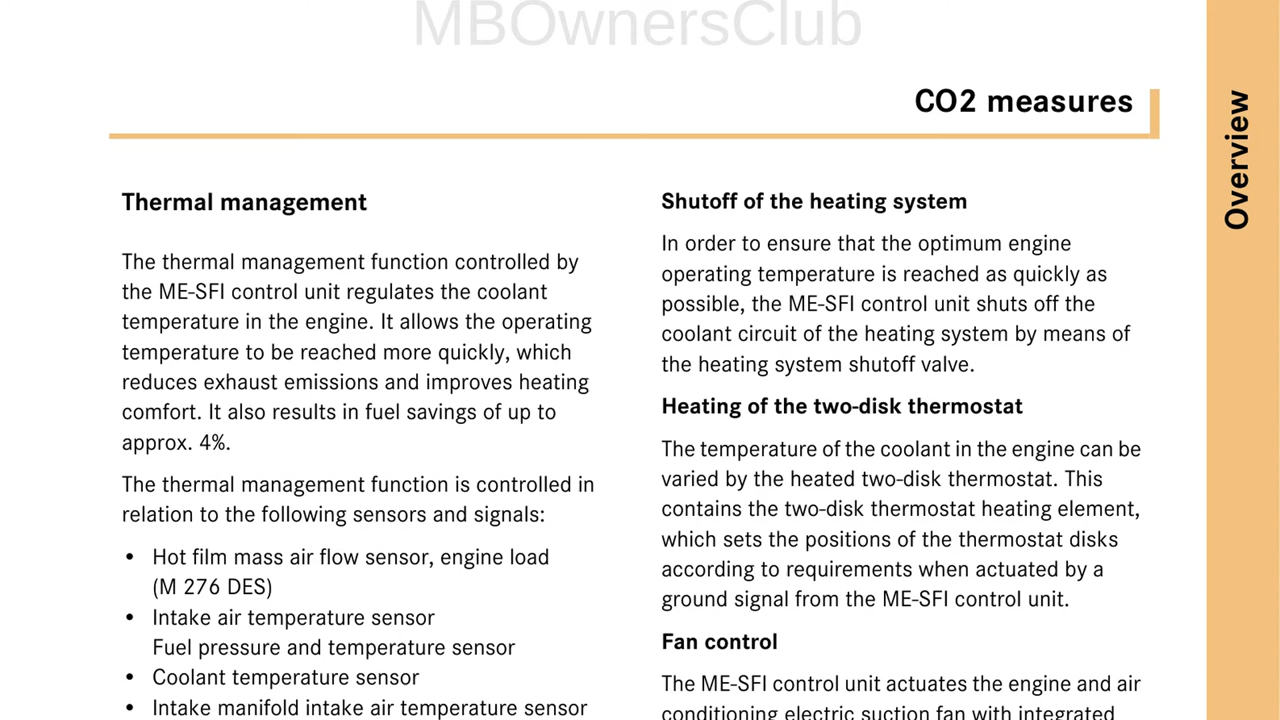 MBOwnersClub
CO2 measures
Overview
Thermal management
The thermal management function controlled by
the ME-SFI control unit regulates the coolant
temperature in the engine. It allows the operating
temperature to be reached more quickly, which
reduces exhaust emissions and improves heating
comfort. It also results in fuel savings of up to
approx. 4%.
The thermal management function is controlled in
relation to the following sensors and signals:
• Hot film mass air flow sensor, engine load
(M 276 DES)
• Intake air temperature sensor
Fuel pressure and temperature sensor
• Coolant temperature sensor
• Intake manifold intake air temperature sensor
Shutoff of the heating system
In order to ensure that the optimum engine
operating temperature is reached as quickly as
possible, the ME-SFI control unit shuts off the
coolant circuit of the heating system by means of
the heating system shutoff valve.
Heating of the two-disk thermostat
The temperature of the coolant in the engine can be
varied by the heated two-disk thermostat. This
contains the two-disk thermostat heating element,
which sets the positions of the thermostat disks
according to requirements when actuated by a
ground signal from the ME-SFI control unit.
Fan control
The ME-SFI control unit actuates the engine and air
conditioning electric suction fan with integrated